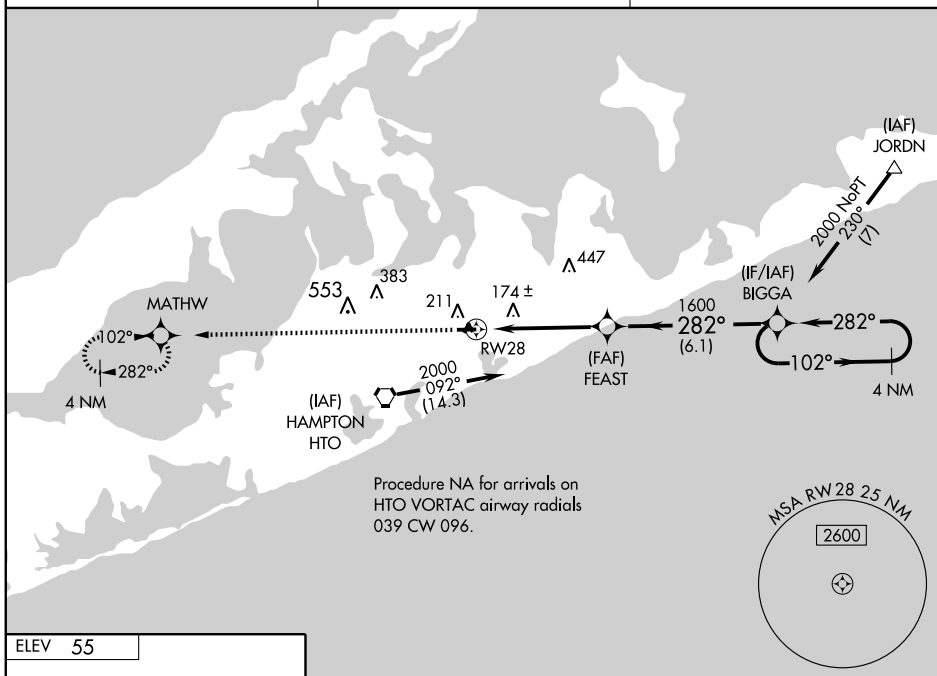 (IAF)
JORDN
2000 NoPT
230°
(7)
447
(IF/IAF)
BIGGA
383
553
MATHW
211
174 ±
1600
282°
(6.1)
282°
102°
102°
282°
4 NM
RW28
(FAF)
FEAST
4 NM
2000
092°
(14.3)
(IAF)
HAMPTON
HTO
Procedure NA for arrivals on
HTO VORTAC airway radials
039 CW 096.
MSA RW 28 25 NM
2600
ELEV 55